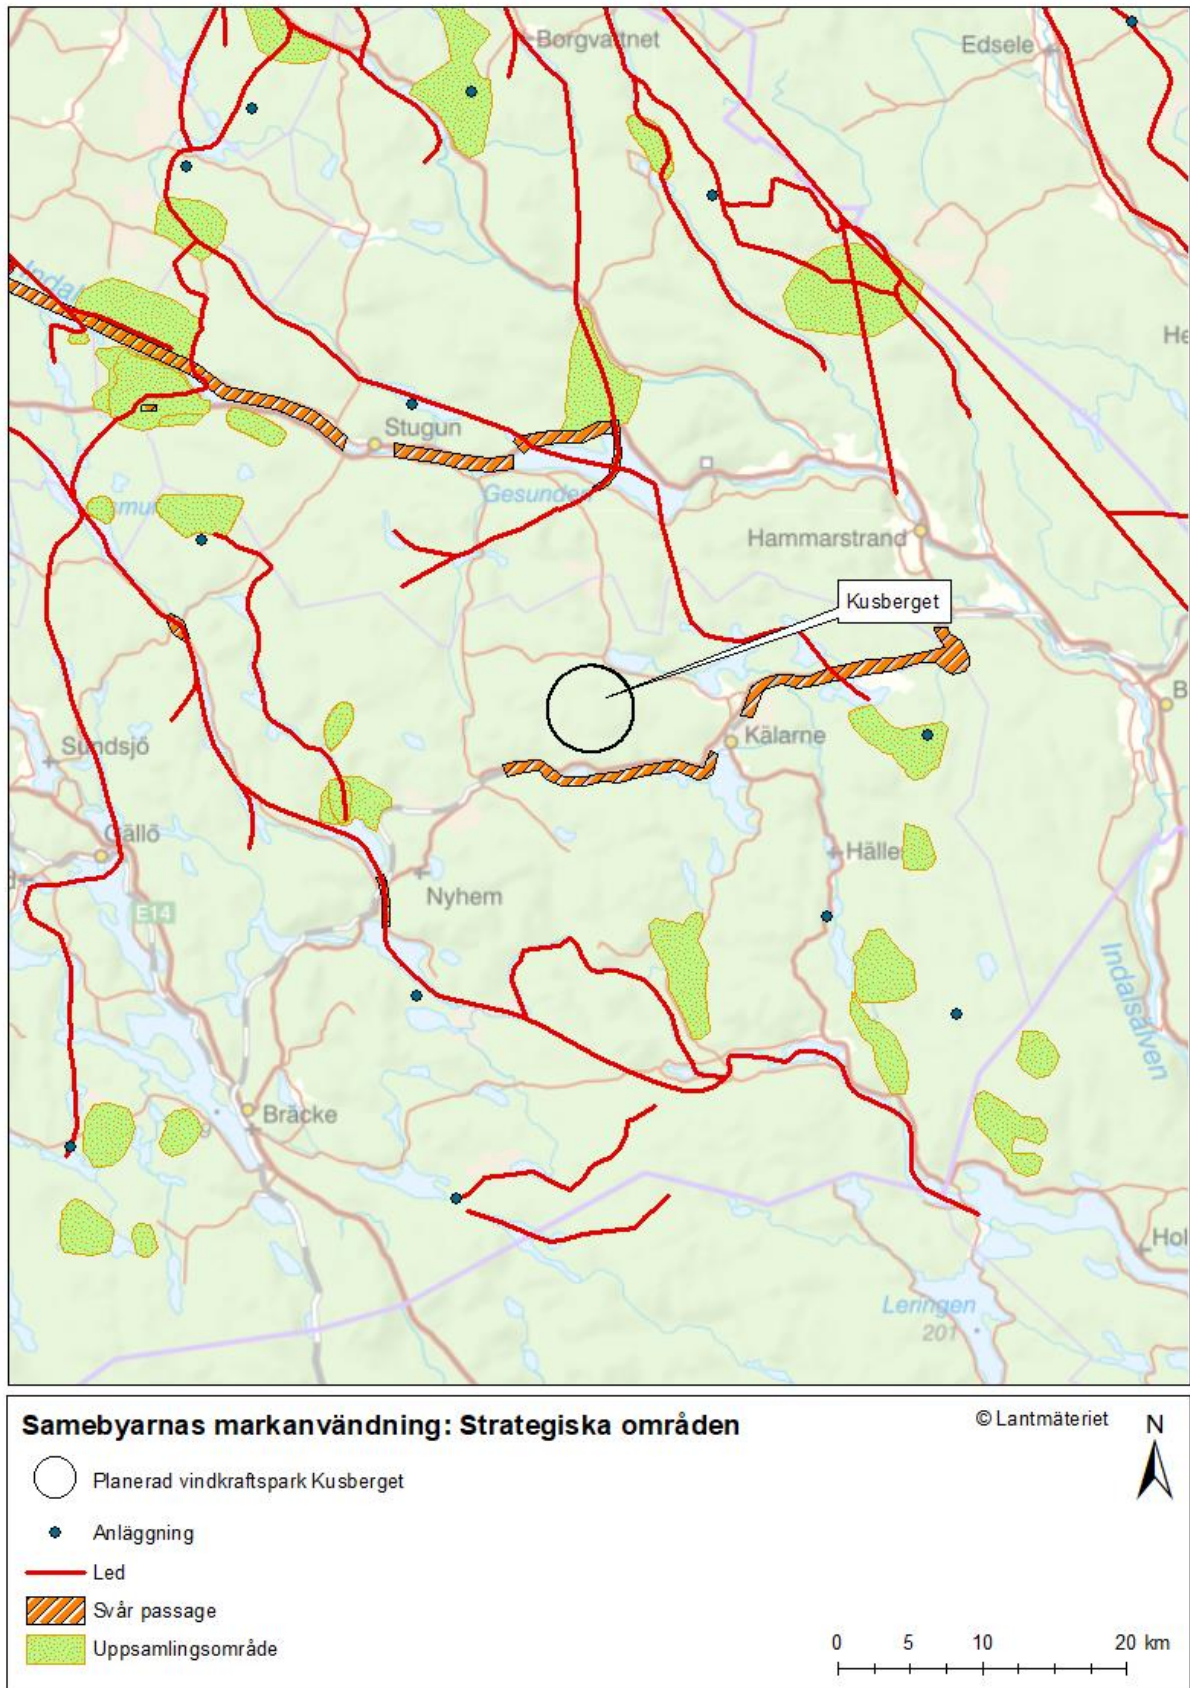 Borgvattnet
Edsele
Indal
He
Stugun
Gesunden
Hammarstrand
Kusberget
B
Sundsjö
Kälarne
Gällö
Hälle
E14
Nyhem
Indalsälven
Bräcke
Hol
Leringen
201
Samebyarnas markanvändning: Strategiska områden
© Lantmäteriet
N
Planerad vindkraftspark Kusberget
Anläggning
Led
Svår passage
Uppsamlingsområde
0 5 10 20 km